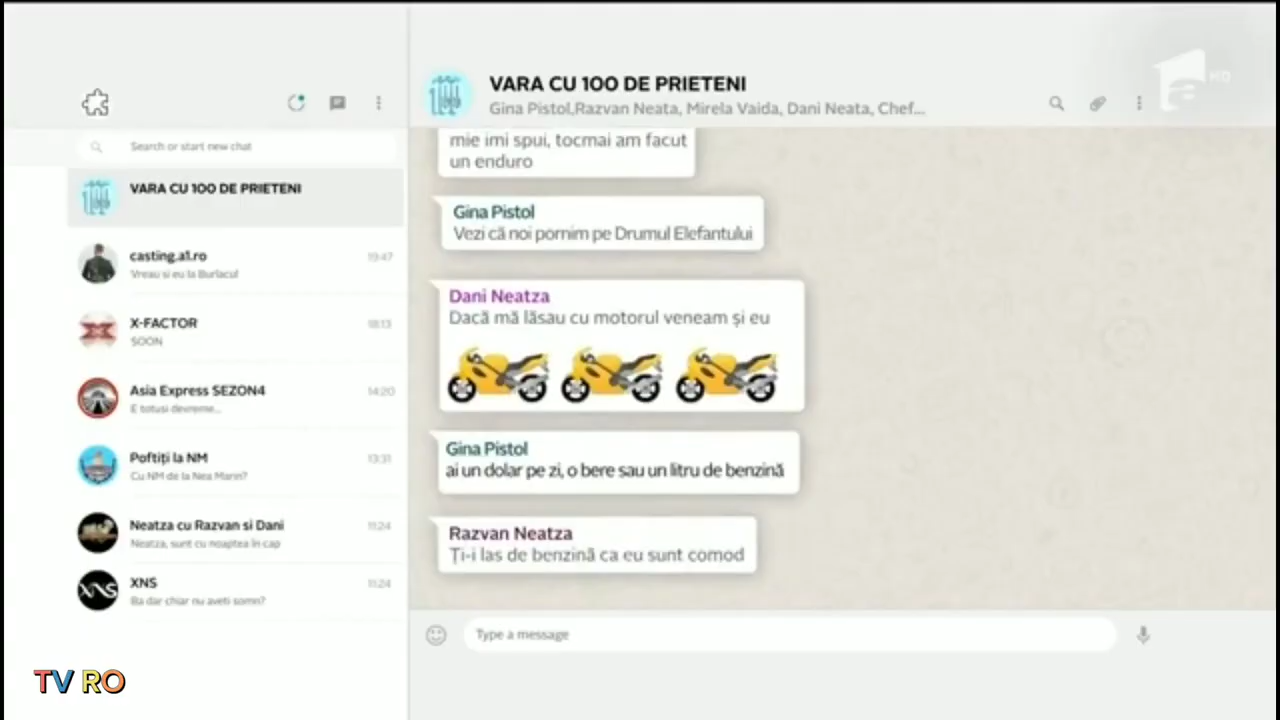 VARA CU 100 DE PRIETENI
Gina Pistol,Razvan Neata, Mirela Vaida, Dani Neata, Chef...
HD
Search or start new chat
VARA CU 100 DE PRIETENI
casting.a1.ro
19:47
Vreau si eu la Burlacul
X-FACTOR
18:13
SOON
Asia Express SEZON4
14:20
E totusi devreme...
Poftiți la NM
13:31
Cu NM de la Nea Marin?
Neatza cu Razvan si Dani
11:24
Neatza, sunt cu noaptea în cap
XNS
XNS
11:24
Ba dar chiar nu aveti somn?
mie imi spui, tocmai am facut
un enduro
Gina Pistol
Vezi că noi pornim pe Drumul Elefantului
Dani Neatza
Dacă mă lăsau cu motorul veneam și eu
Gina Pistol
ai un dolar pe zi, o bere sau un litru de benzină
Razvan Neatza
Ți-i las de benzină ca eu sunt comod
Type a message
TV RO